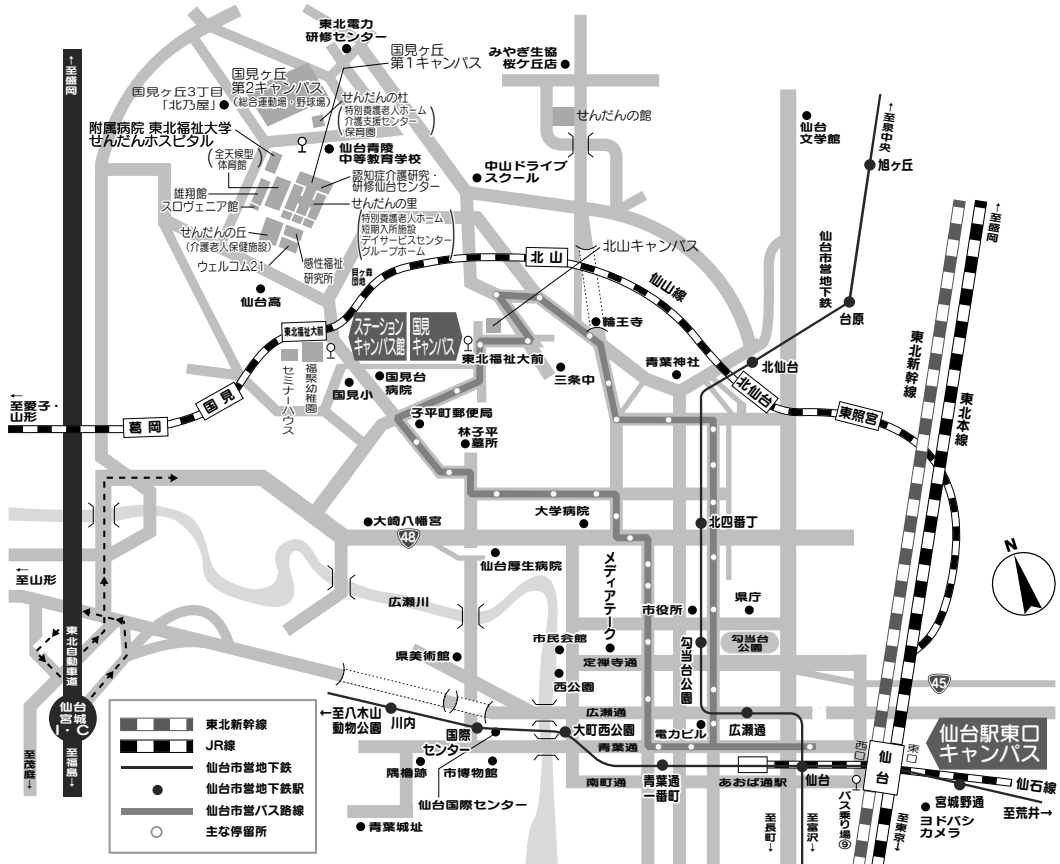 東北電力
研修センター
国見ヶ丘
第1キャンパス
みやぎ生協
桜ケ丘店
国見ヶ丘
第2キャンパス
(総合運動場・野球場)
国見ケ丘3丁目
「北乃屋」
せんだんの杜
特別養護老人ホーム
介護支援センター
保育園
せんだんの館
附属病院 東北福祉大学
せんだんホスピタル
仙台青陵
中等教育学校
全天候型
体育館
認知症介護研究・
研修仙台センター
中山ドライブ
スクール
雄翔館
スロヴェニア館
せんだんの里
特別養護老人ホーム
短期入所施設
デイサービスセンター
グループホーム
せんだんの丘
(介護老人保健施設)
ウェルコム21
感性福祉
研究所
貝ヶ森
団地
仙台高
北山
北山キャンパス
仙山線
仙台
文学館
←至泉中央
旭ヶ丘
仙台市営地下鉄
台原
←至盛岡
←至盛岡
東北新幹線
東北本線
東北福祉大前
ステーション
キャンパス館
国見
キャンパス
東北福祉大前
輪王寺
青葉神社
北仙台
北仙台
東照宮
三条中
セミナーハウス
福聚幼稚園
国見小
国見台
病院
国見
葛岡
←
至愛子・
山形
子平町郵便局
林子平
墓所
大崎八幡宮
48
大学病院
北四番丁
仙台厚生病院
メディアテーク
広瀬川
←
至山形
市役所
県庁
勾当台
公園
勾当台公園
市民会館
定禅寺通
県美術館
西公園
45
東北自動車道
仙台
宮城
I・C
至茂庭→
至福島→
←至八木山
動物公園
川内
国際
センター
大町西公園
広瀬通
広瀬通
電力ビル
青葉通
隅櫓跡
市博物館
南町通
青葉通
一番町
あおば通駅
仙台
仙台
西口
東口
仙台駅東口
キャンパス
仙石線
宮城野通
至荒井→
ヨドバシ
カメラ
バス乗り場⑨
仙台国際センター
青葉城址
至長町→
至富沢→
至東京→
N
東北新幹線
JR線
仙台市営地下鉄
仙台市営地下鉄駅
仙台市営バス路線
主な停留所